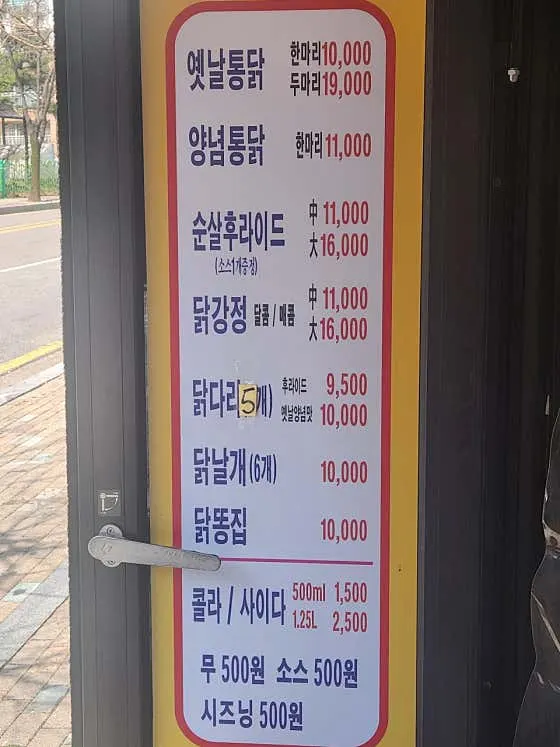 옛날통닭 한마리 10,000
두마리 19,000
양념통닭 한마리 11,000
순살후라이드 中 11,000
(소스1개증정) 大 16,000
닭강정 달콤 / 매콤 中 11,000
大 16,000
닭다리(5개) 후라이드 9,500
옛날양념맛 10,000
닭날개(6개) 10,000
닭똥집 10,000
콜라 / 사이다 500ml 1,500
1.25L 2,500
무 500원 소스 500원
시즈닝 500원